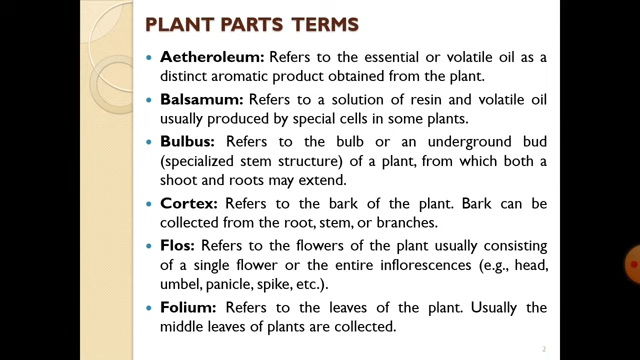 PLANT PARTS TERMS
Aetheroleum: Refers to the essential or volatile oil as a
distinct aromatic product obtained from the plant.
Balsamum: Refers to a solution of resin and volatile oil
usually produced by special cells in some plants.
Bulbus: Refers to the bulb or an underground bud
(specialized stem structure) of a plant, from which both a
shoot and roots may extend.
Cortex: Refers to the bark of the plant. Bark can be
collected from the root, stem, or branches.
Flos: Refers to the flowers of the plant usually consisting
of a single flower or the entire inflorescences (e.g., head,
umbel, panicle, spike, etc.).
Folium: Refers to the leaves of the plant. Usually the
middle leaves of plants are collected.
2